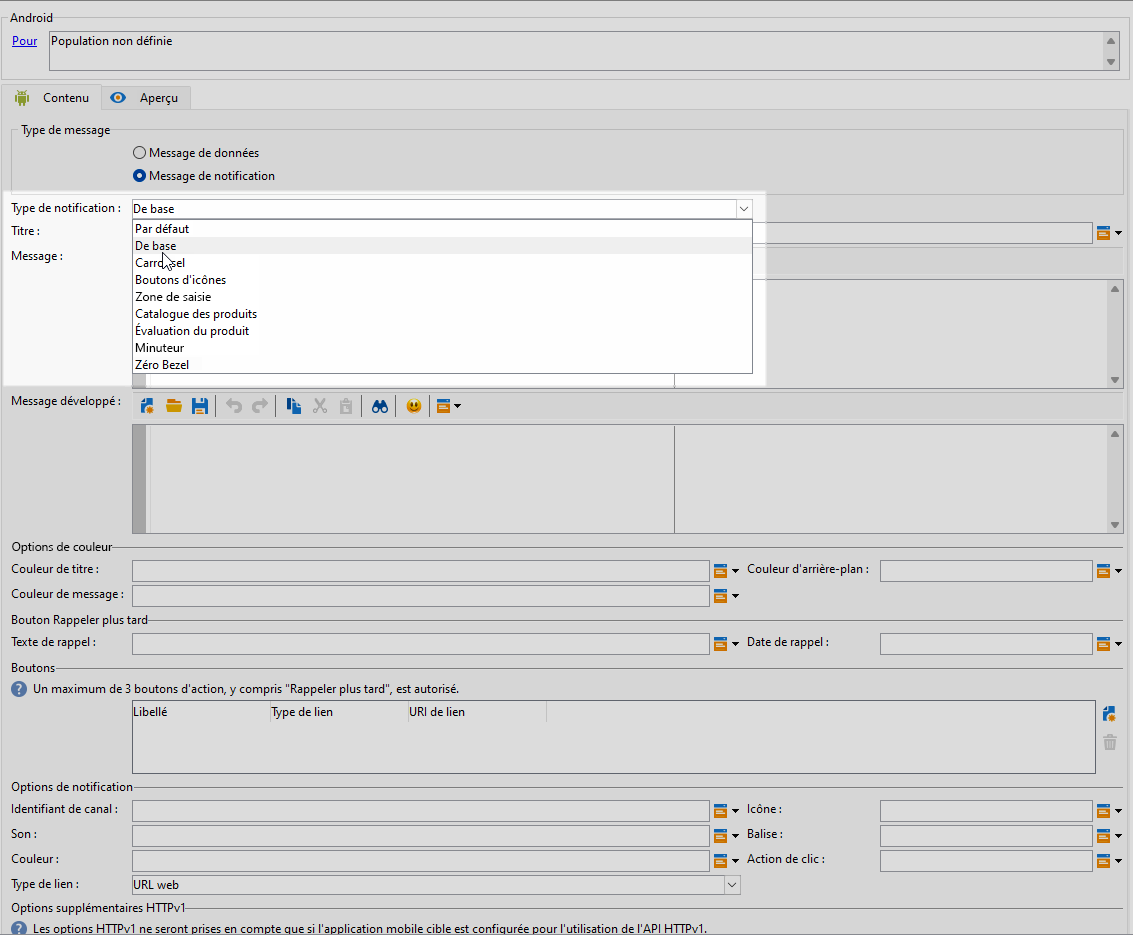 Android
Pour Population non définie
Contenu Aperçu
Type de message
Message de données
Message de notification
Type de notification : De base
Titre :
Message :
Par défaut
De base
Carrousel
Boutons d'icônes
Zone de saisie
Catalogue des produits
Évaluation du produit
Minuteur
Zéro Bezel
Message développé :
Options de couleur
Couleur de titre : Couleur d'arrière-plan :
Couleur de message :
Bouton Rappeler plus tard
Texte de rappel : Date de rappel :
Boutons
Un maximum de 3 boutons d'action, y compris "Rappeler plus tard", est autorisé.
Libellé Type de lien URI de lien
Options de notification
Identifiant de canal : Icône :
Son : Balise :
Couleur : Action de clic :
Type de lien : URL web
Options supplémentaires HTTPv1
Les options HTTPv1 ne seront prises en compte que si l'application mobile cible est configurée pour l'utilisation de l'API HTTPv1.